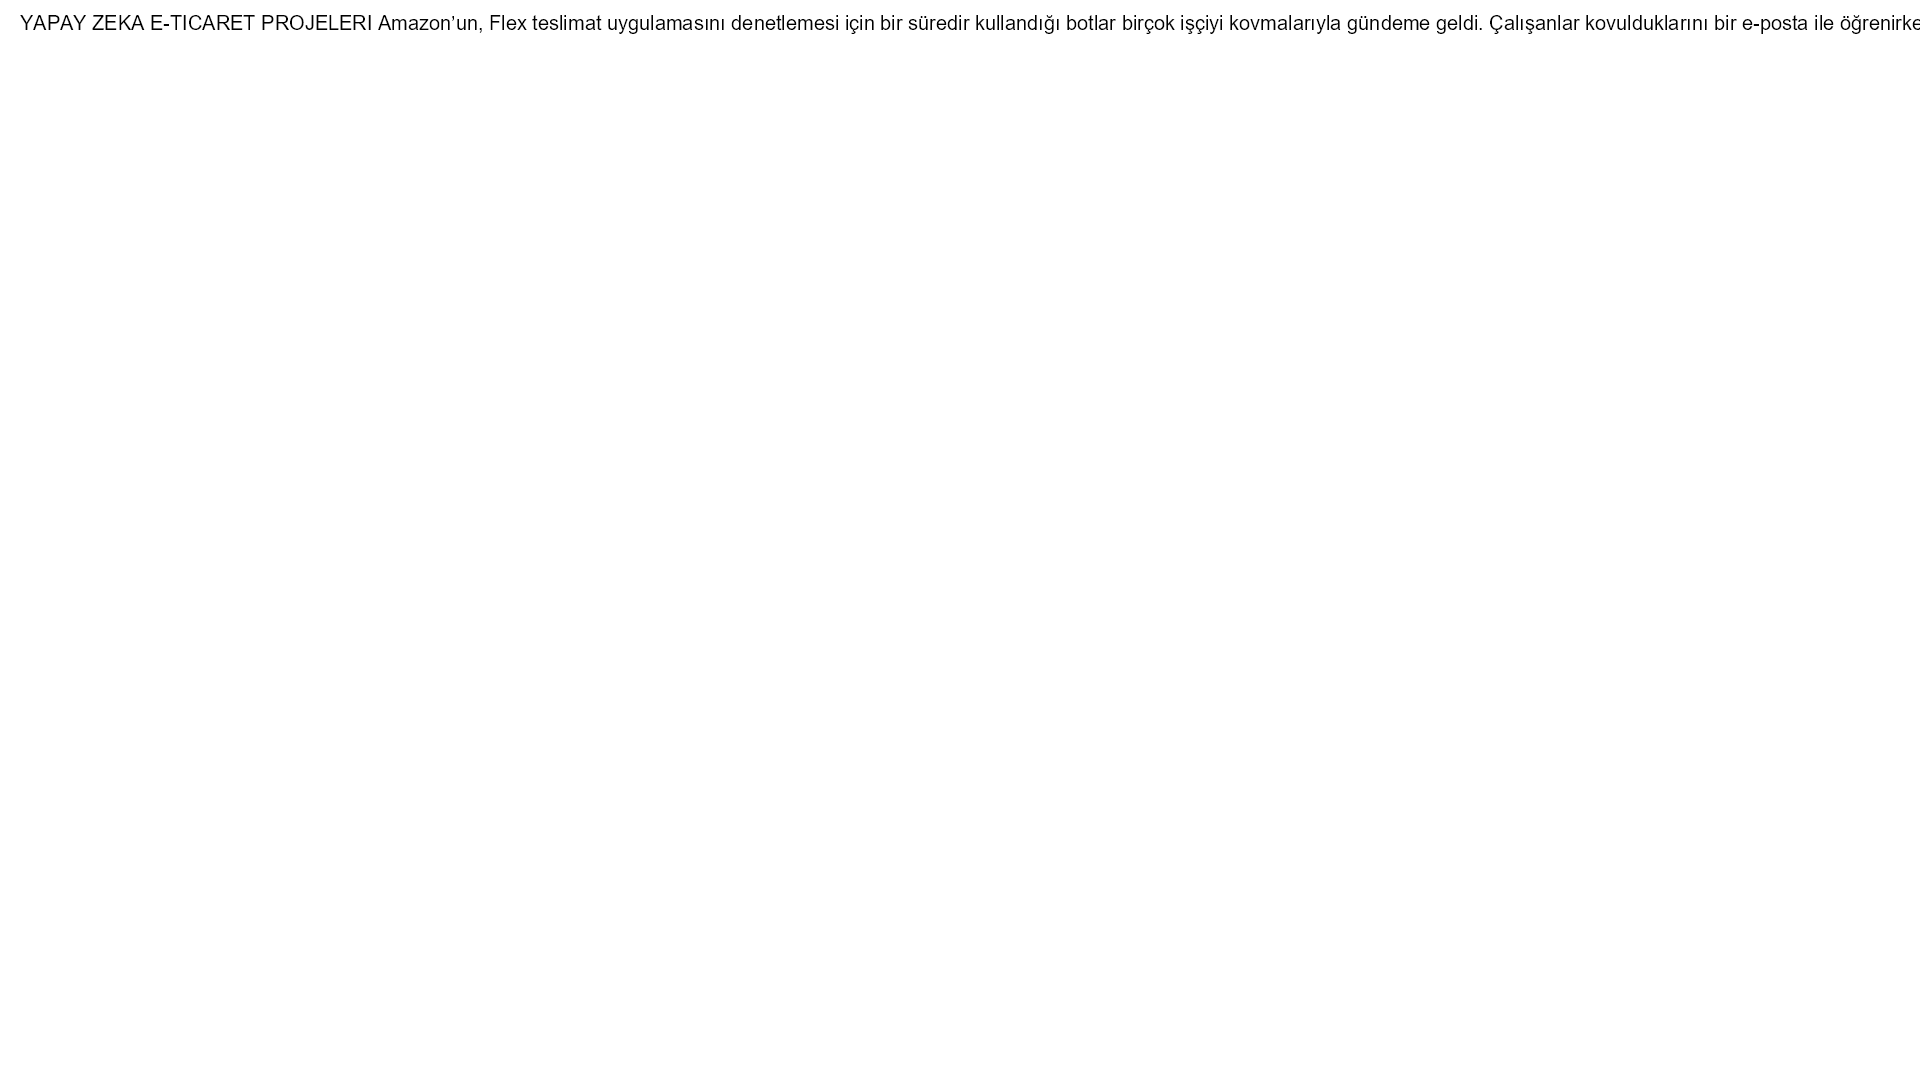 YAPAY ZEKA E-TICARET PROJELERI Amazon’un, Flex teslimat uygulamasını denetlemesi için bir süredir kullandığı botlar birçok işçiyi kovmalarıyla gündeme geldi. Çalışanlar kovulduklarını bir e-posta ile